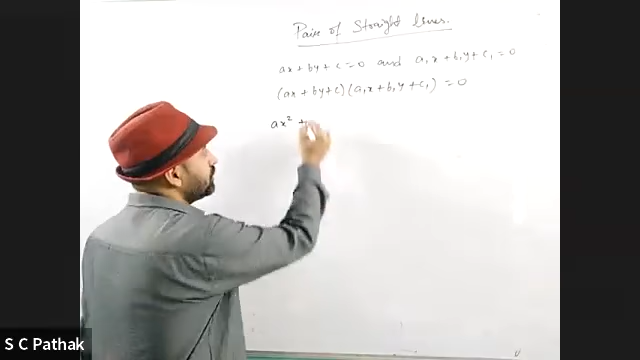 Pair of Straight lines.
ax + by + c = 0 and a₁x + b₁y + c₁ = 0
(ax + by + c)(a₁x + b₁y + c₁) = 0
ax² +
S C Pathak